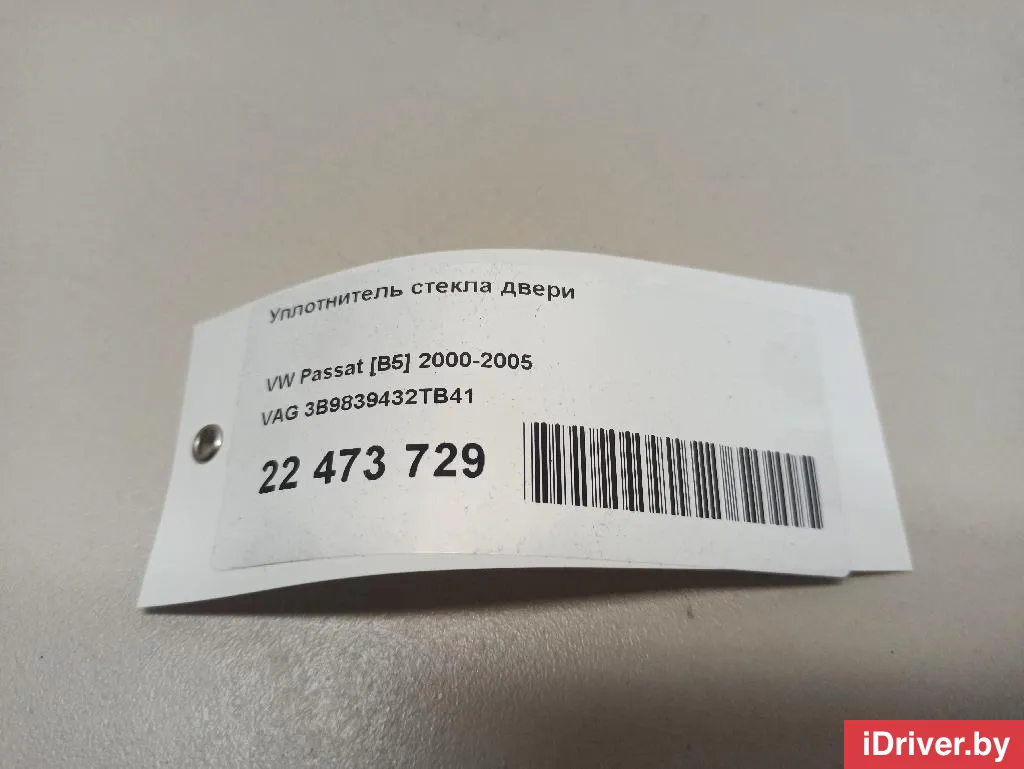 Уплотнитель стекла двери
VW Passat [B5] 2000-2005
VAG 3B9839432TB41
22 473 729
iDriver.by